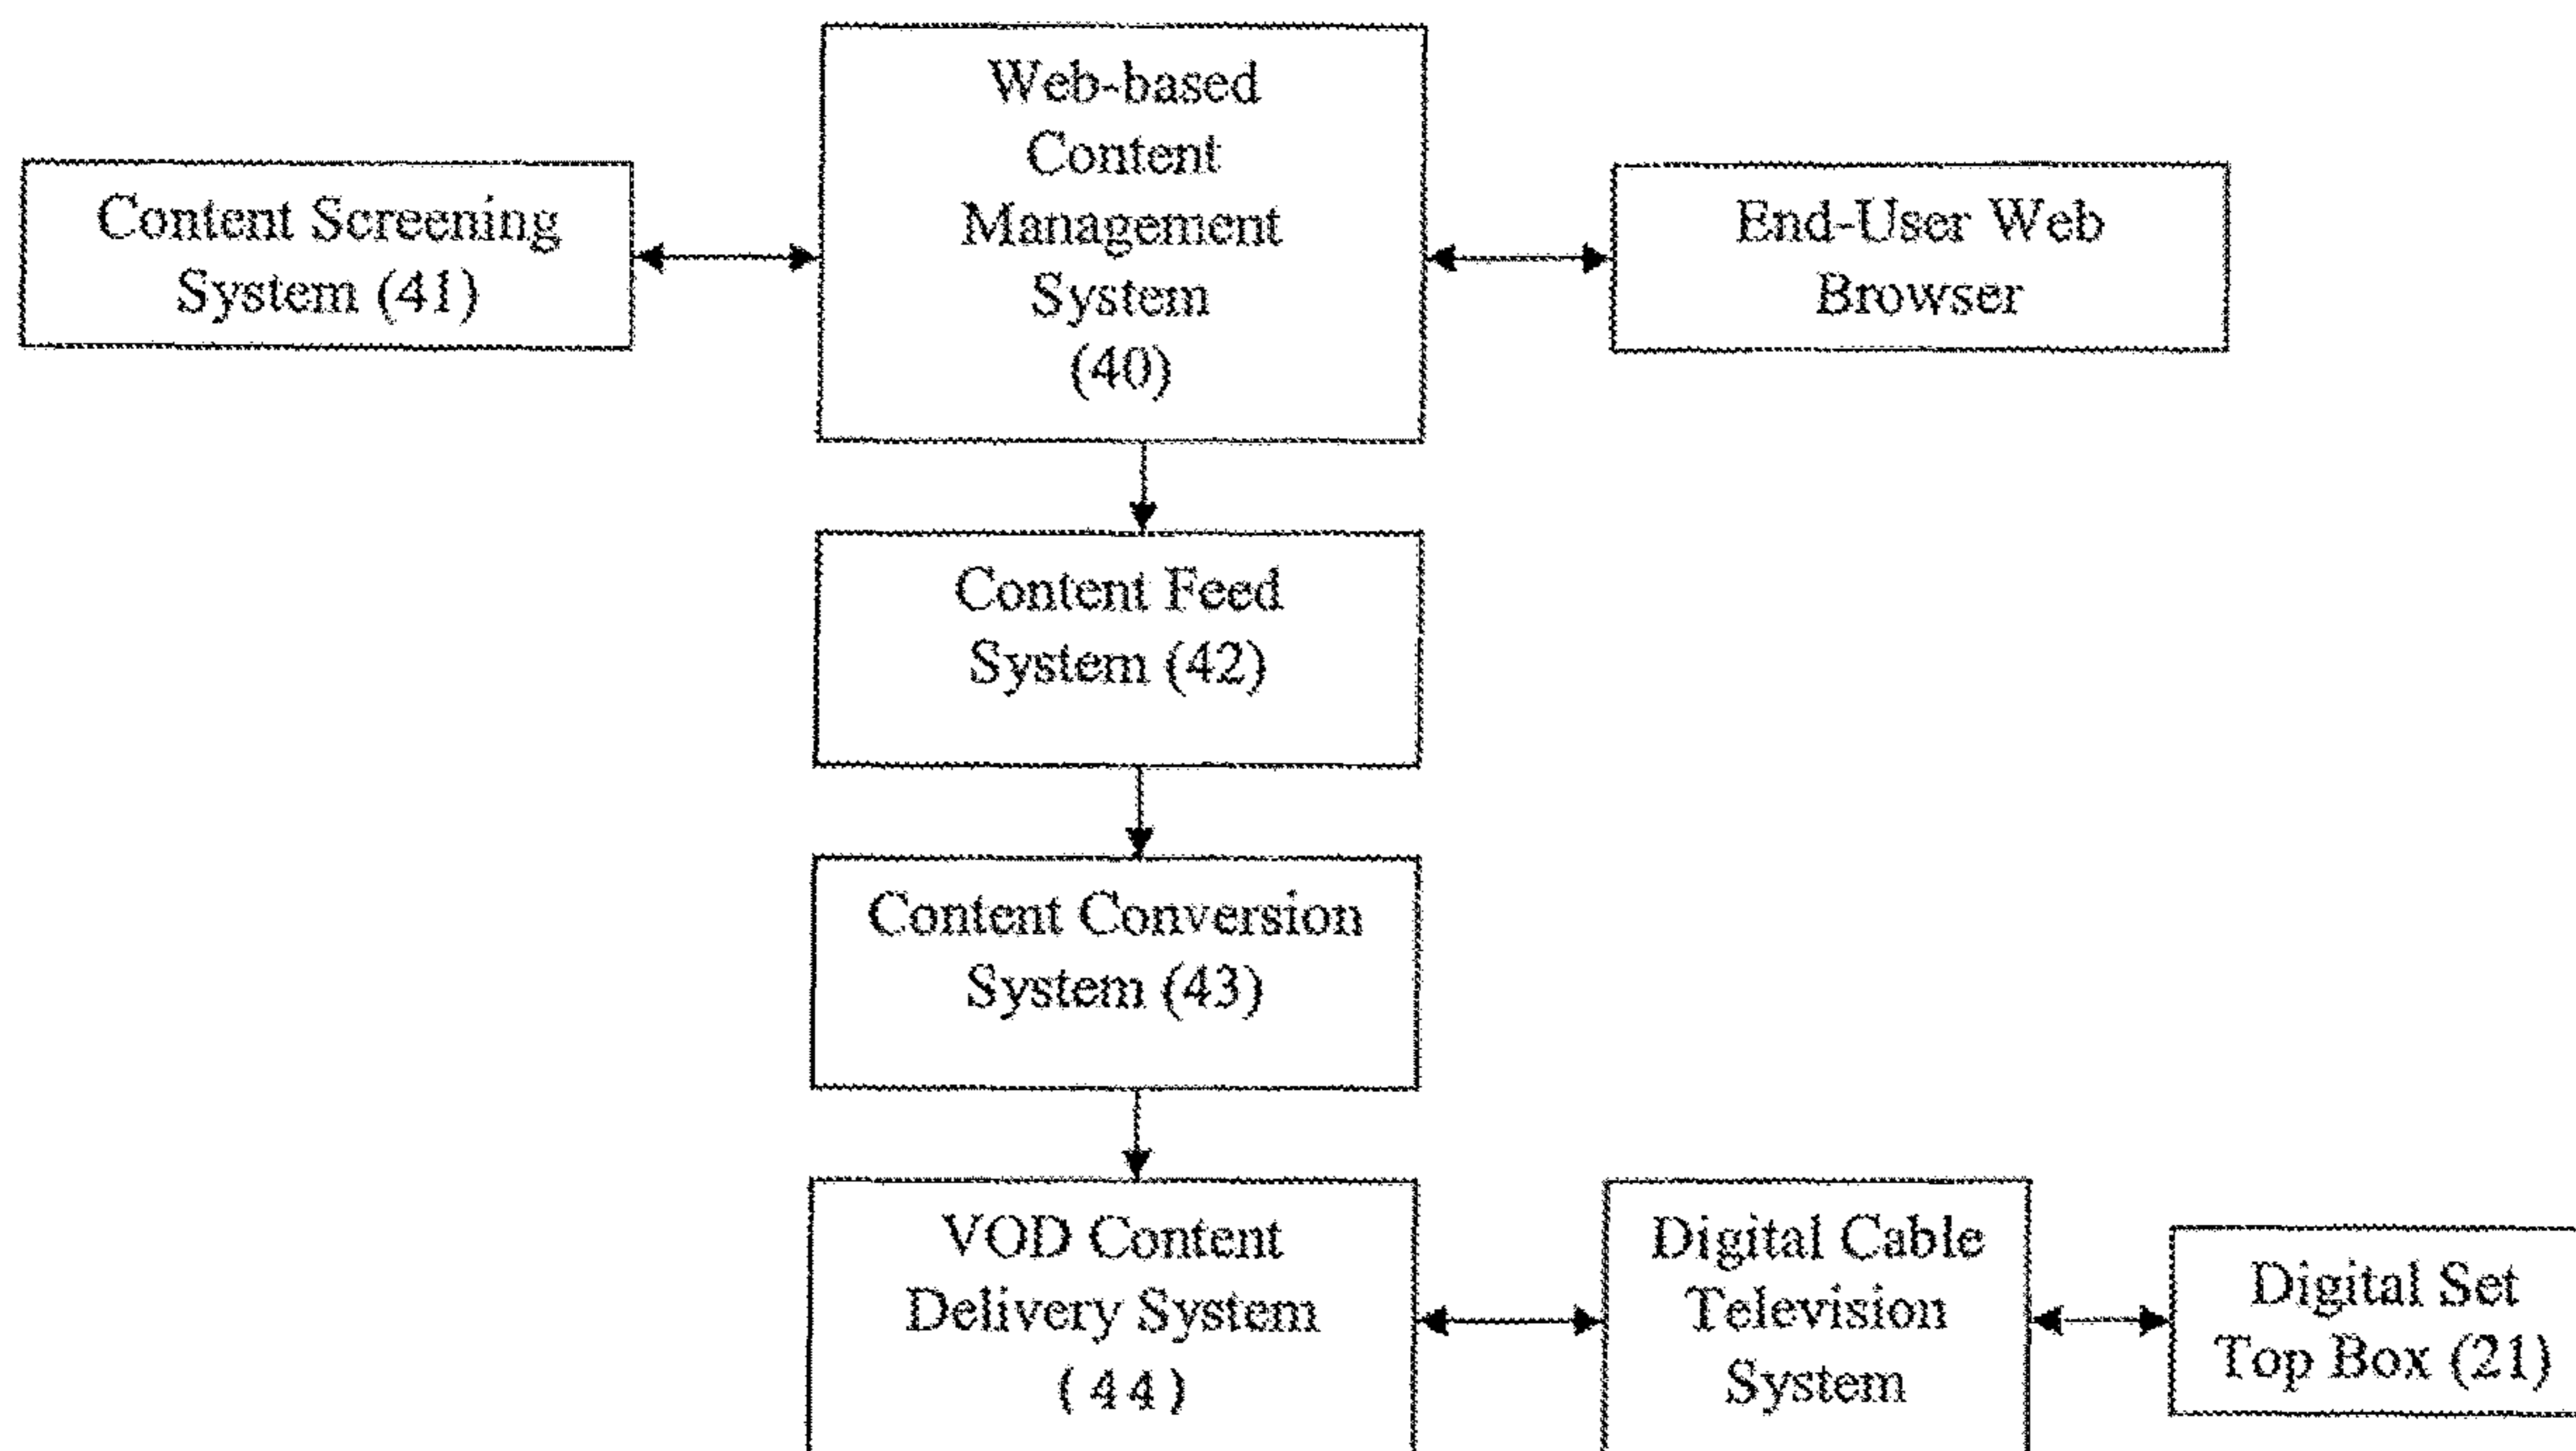 Web-based
Content
Management
System
(40)
Content Screening
System (41)
End-User Web
Browser
Content Feed
System (42)
Content Conversion
System (43)
VOD Content
Delivery System
(44)
Digital Cable
Television
System
Digital Set
Top Box (21)